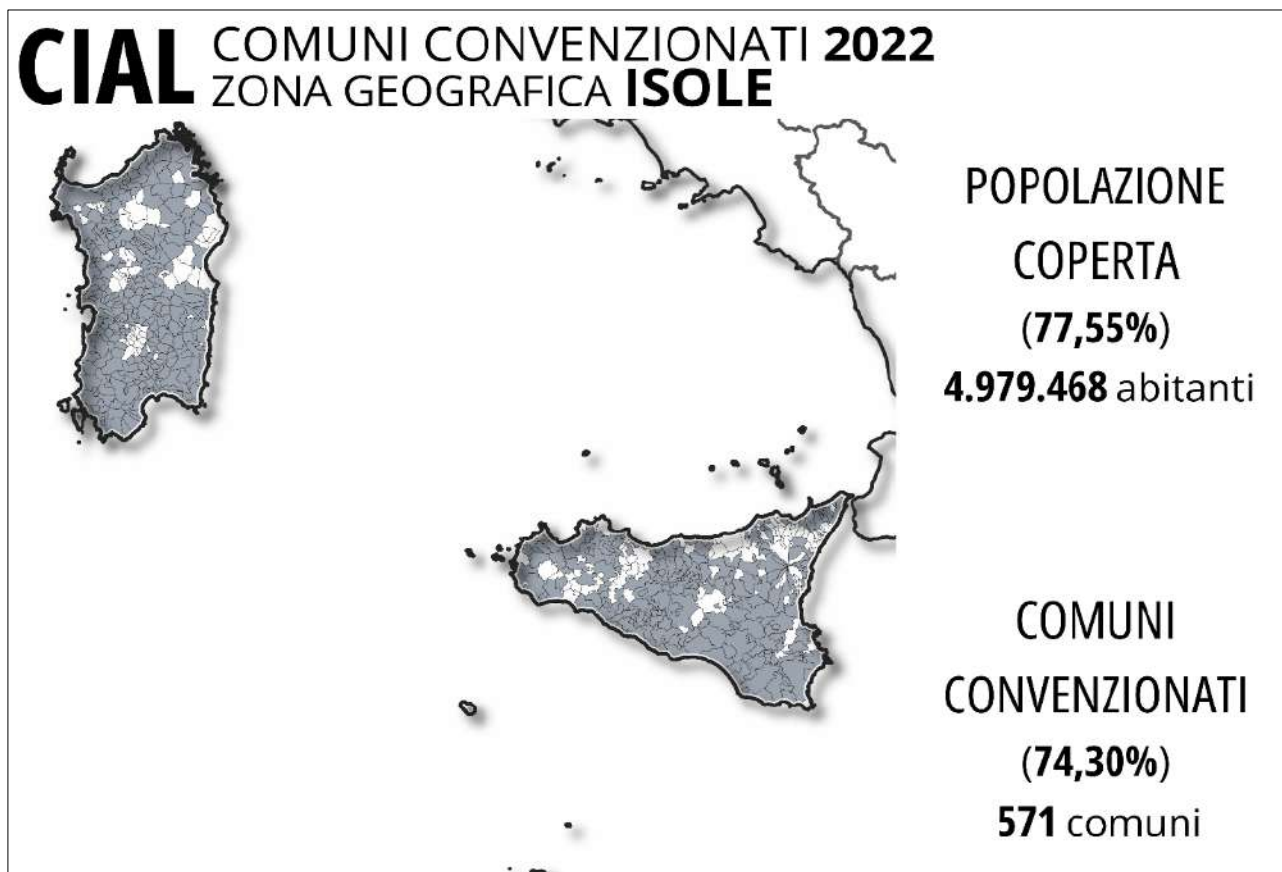 CIAL COMUNI CONVENZIONATI 2022
ZONA GEOGRAFICA ISOLE
POPOLAZIONE
COPERTA
(77,55%)
4.979.468 abitanti
COMUNI
CONVENZIONATI
(74,30%)
571 comuni